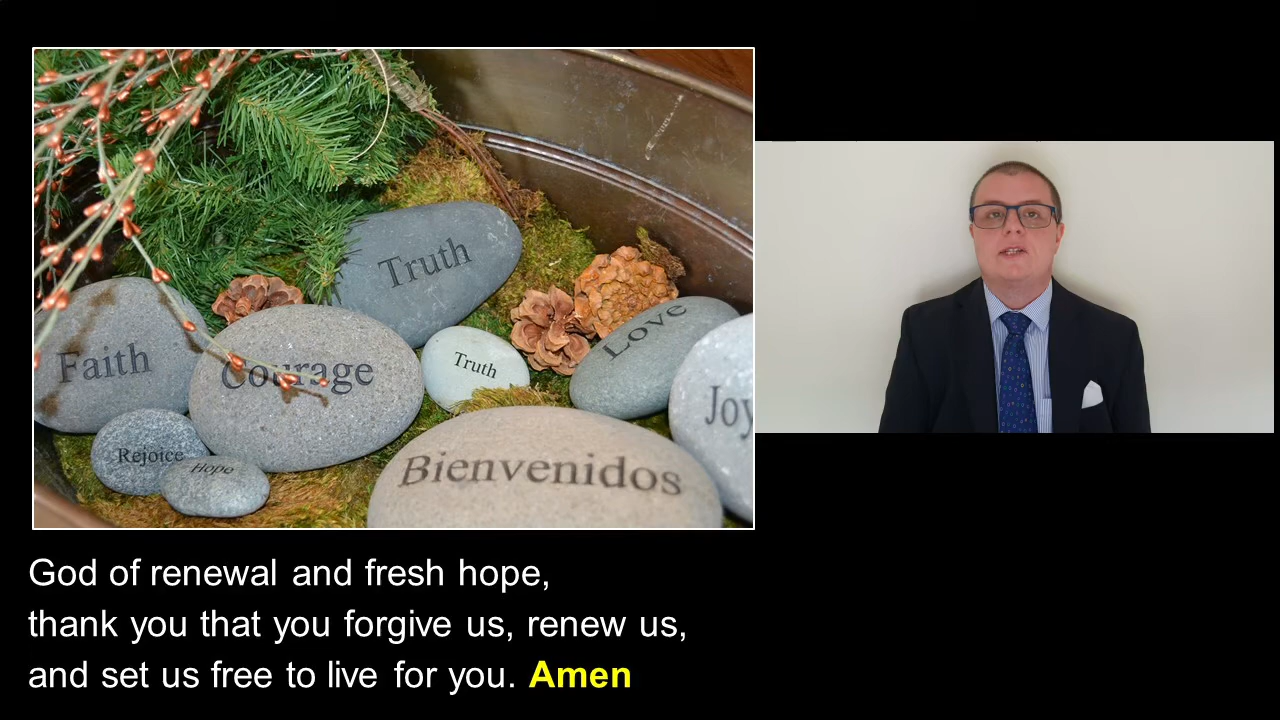 Truth
Faith
Courage
Truth
Love
Joy
Rejoice
Hope
Bienvenidos
God of renewal and fresh hope,
thank you that you forgive us, renew us,
and set us free to live for you. Amen